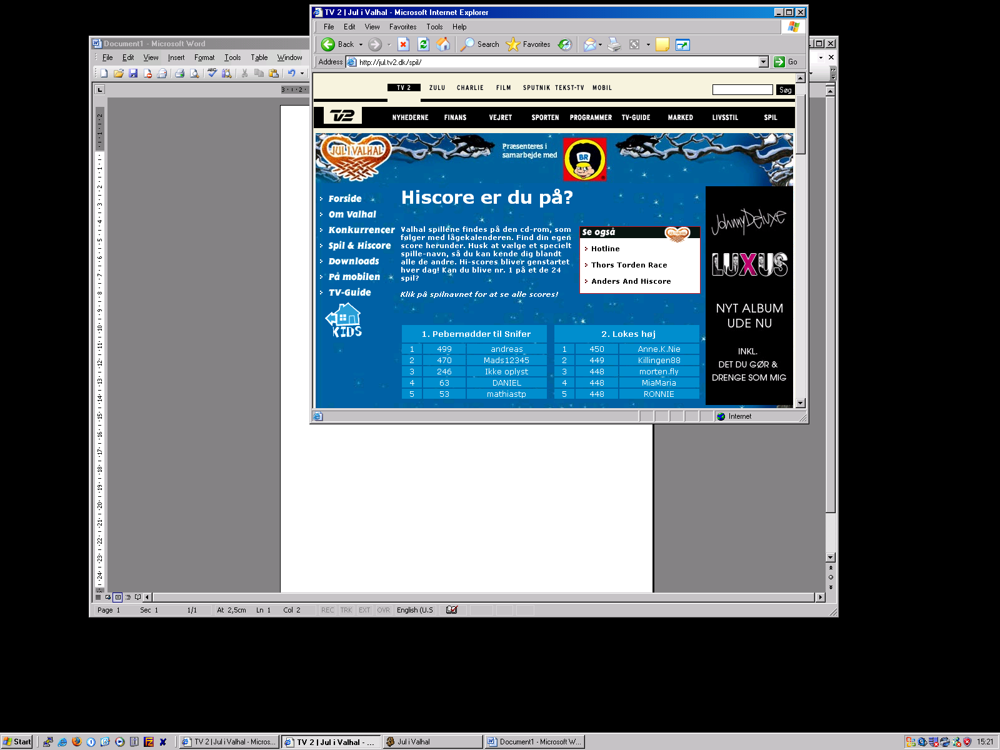 TV 2 | Jul i Valhal - Microsoft Internet Explorer
File Edit View Favorites Tools Help
Back Search Favorites
Address http://jul.tv2.dk/spil/ Go
TV 2 ZULU CHARLIE FILM SPUTNIK TEKST-TV MOBIL Søg
TV2 NYHEDERNE FINANS VEJRET SPORTEN PROGRAMMER TV-GUIDE MARKED LIVSSTIL SPIL
JUL I VALHAL
Præsenteres i
samarbejde med
BR
Forside
Om Valhal
Konkurrencer
Spil & Hiscore
Downloads
På mobilen
TV-Guide
KIDS
Hiscore er du på?
Valhal spillene findes på den cd-rom, som
følger med lågekalenderen. Find din egen
score herunder. Husk at vælge et specielt
spille-navn, så du kan kende dig blandt
alle de andre. Hi-scores bliver genstartet
hver dag! Kan du blive nr. 1 på et de 24
spil?
Klik på spilnavnet for at se alle scores!
Se også
JUL I VALHAL
Hotline
Thors Torden Race
Anders And Hiscore
1. Pebernødder til Snifer
1 499 andreas
2 470 Mads12345
3 246 Ikke oplyst
4 63 DANIEL
5 53 mathiastp
2. Lokes høj
1 450 Anne.K.Nie
2 449 Killingen88
3 448 morten.fly
4 448 MiaMaria
5 448 RONNIE
JohnnyDeluxe
LUXUS
NYT ALBUM
UDE NU
INKL.
DET DU GØR &
DRENGE SOM MIG
Internet
Document1 - Microsoft Word
File Edit View Insert Format Tools Table Window
Page 1 Sec 1 1/1 At 2,5cm Ln 1 Col 2 REC TRK EXT OVR English (U.S
Start TV 2 | Jul i Valhal - Micros... TV 2 | Jul i Valhal - ... Jul i Valhal Document1 - Microsoft W... 15:21